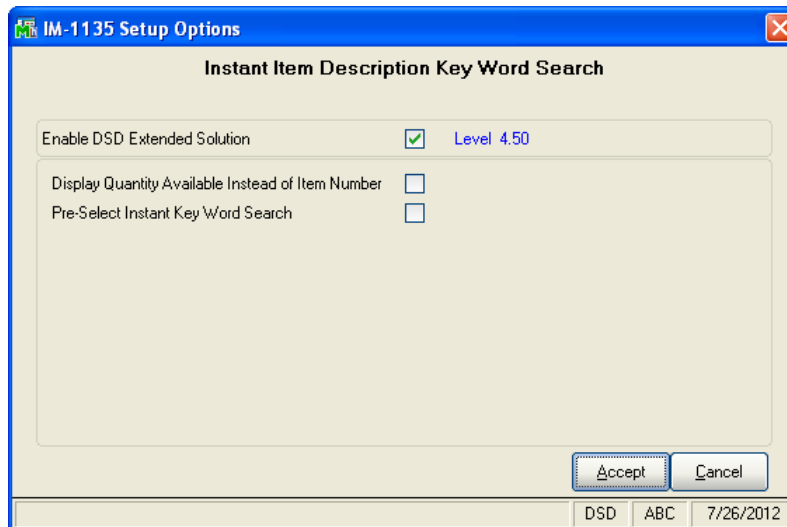 IM-1135 Setup Options
Instant Item Description Key Word Search
Enable DSD Extended Solution Level 4.50
Display Quantity Available Instead of Item Number
Pre-Select Instant Key Word Search
Accept Cancel
DSD ABC 7/26/2012